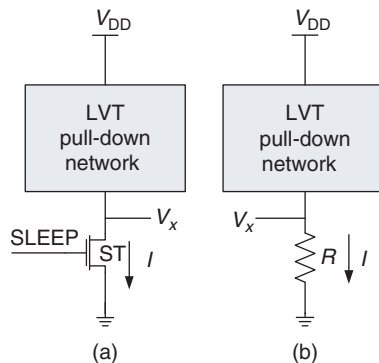 V_DD
LVT
pull-down
network
V_x
SLEEP
ST
I
(a)
V_DD
LVT
pull-down
network
V_x
R
I
(b)